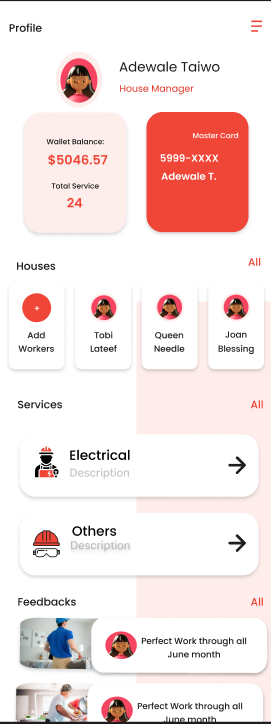 Profile
Adewale Taiwo
House Manager
Wallet Balance:
$5046.57
Total Service
24
Master Card
5999-XXXX
Adewale T.
Houses
All
+
Add
Workers
Tobi
Lateef
Queen
Needle
Joan
Blessing
Services
All
Electrical
Description
Others
Description
Feedbacks
All
Perfect Work through all
June month
Perfect Work through all
June month